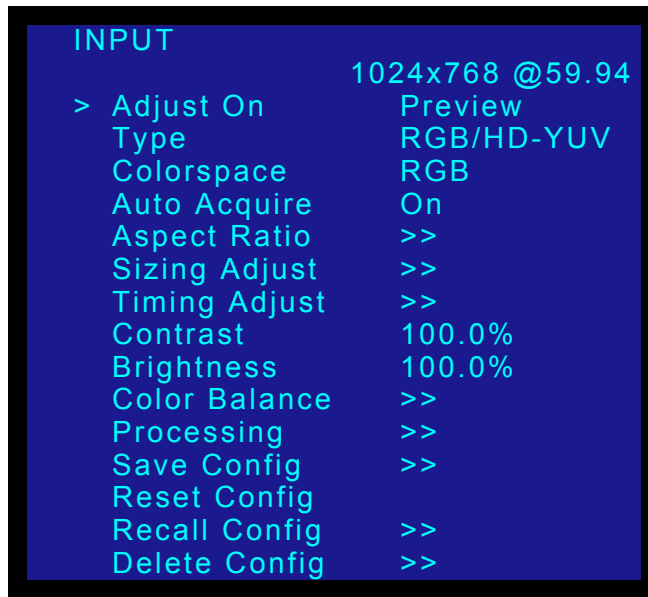 INPUT
1024x768 @59.94
> Adjust On Preview
Type RGB/HD-YUV
Colorspace RGB
Auto Acquire On
Aspect Ratio >>
Sizing Adjust >>
Timing Adjust >>
Contrast 100.0%
Brightness 100.0%
Color Balance >>
Processing >>
Save Config >>
Reset Config
Recall Config >>
Delete Config >>